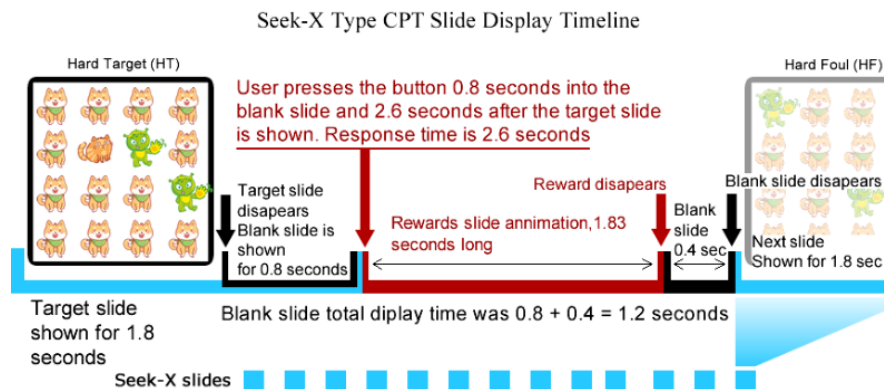 Seek-X Type CPT Slide Display Timeline
Hard Target (HT)
Hard Foul (HF)
User presses the button 0.8 seconds into the
blank slide and 2.6 seconds after the target slide
is shown. Response time is 2.6 seconds
Target slide
disapears
Blank slide is
shown
for 0.8 seconds
Reward disapears
Rewards slide annimation,1.83
seconds long
Blank
slide
0.4 sec
Blank slide disapears
Next slide
Shown for 1.8 sec
Target slide
shown for 1.8
seconds
Blank slide total diplay time was 0.8 + 0.4 = 1.2 seconds
Seek-X slides